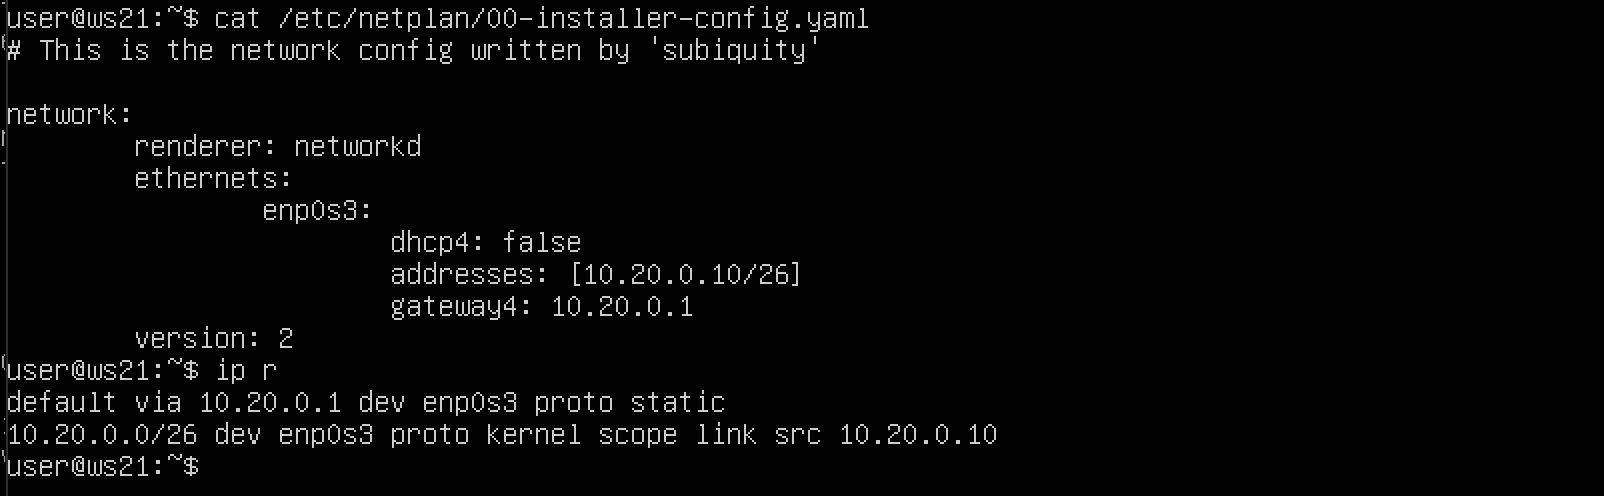 user@ws21:~$ cat /etc/netplan/00-installer-config.yaml
# This is the network config written by 'subiquity'
network:
renderer: networkd
ethernets:
enp0s3:
dhcp4: false
addresses: [10.20.0.10/26]
gateway4: 10.20.0.1
version: 2
user@ws21:~$ ip r
default via 10.20.0.1 dev enp0s3 proto static
10.20.0.0/26 dev enp0s3 proto kernel scope link src 10.20.0.10
user@ws21:~$